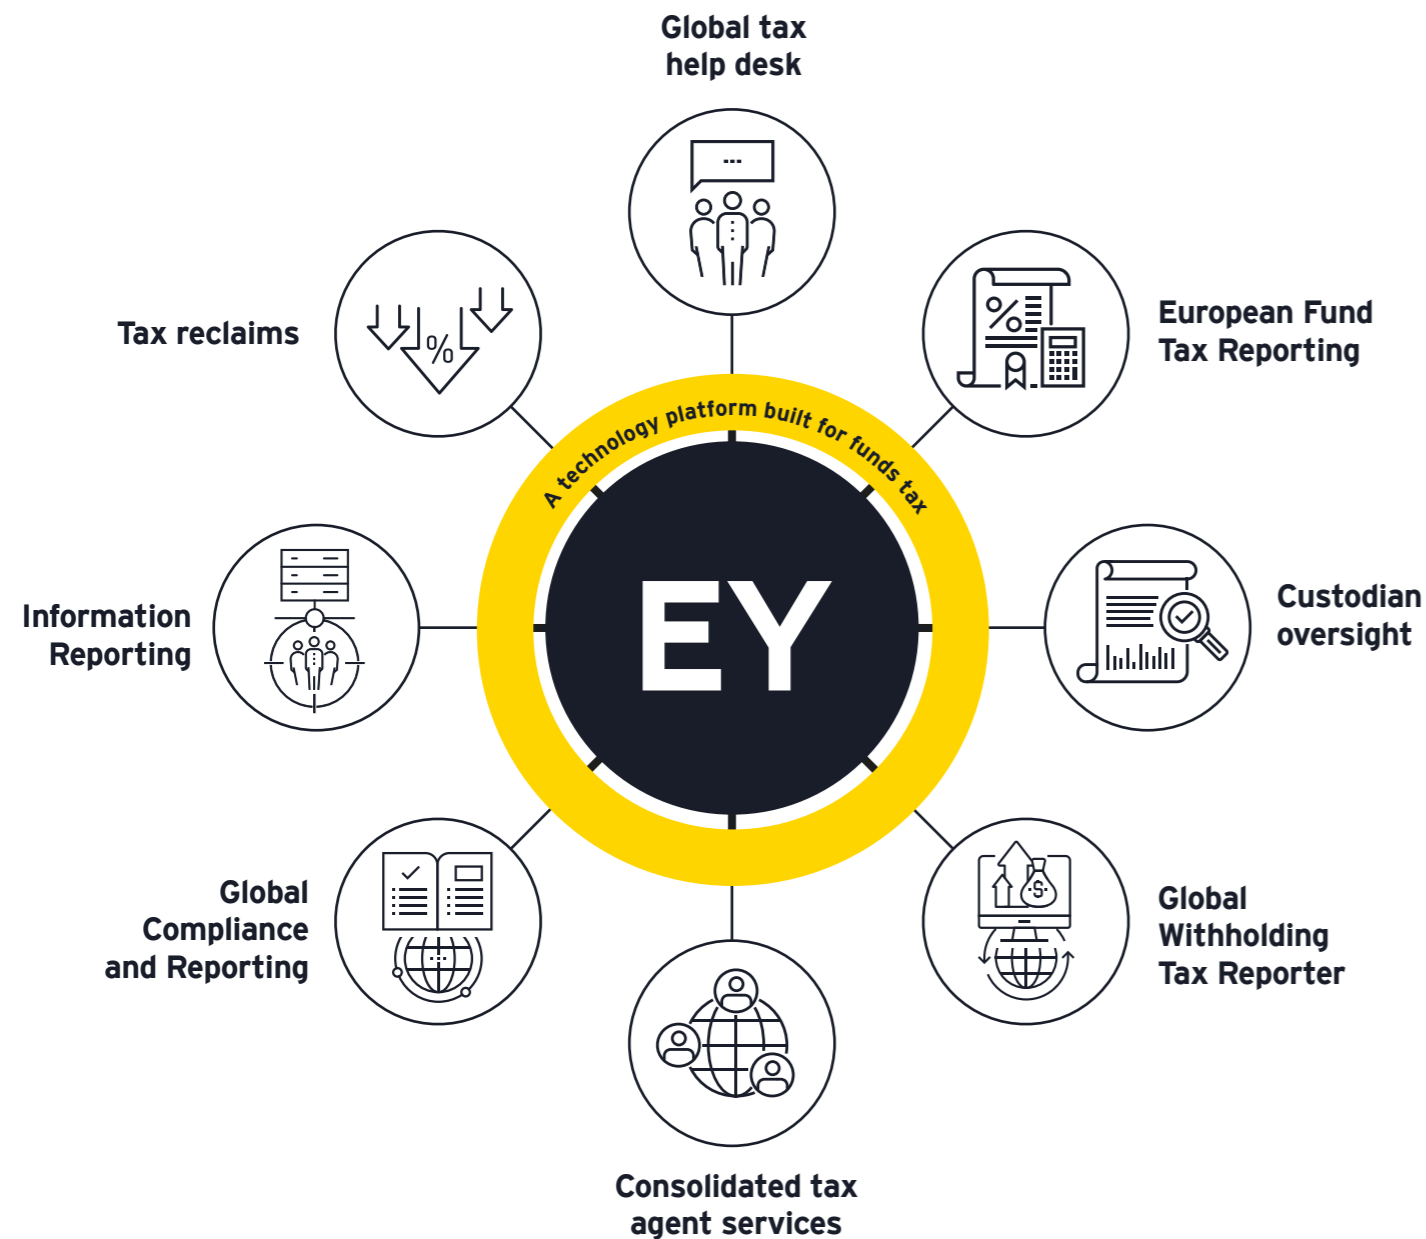 Global tax
help desk
European Fund
Tax Reporting
Custodian
oversight
Global
Withholding
Tax Reporter
Consolidated tax
agent services
Global
Compliance
and Reporting
Information
Reporting
Tax reclaims
A technology platform built for funds tax
EY
%
%
$